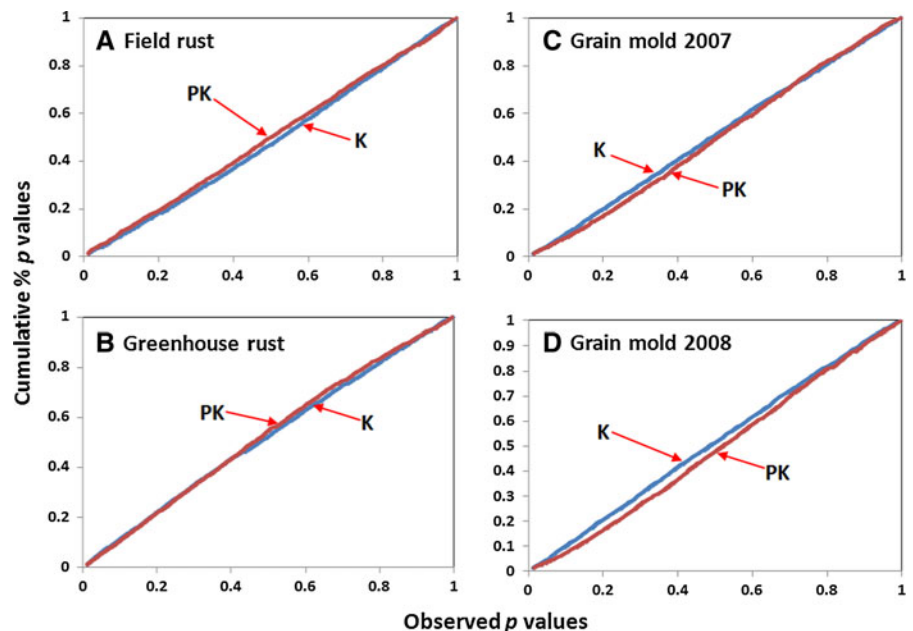 Cumulative % p values
A Field rust
1
0.8
0.6
0.4
0.2
0
PK
K
0.2 0.4 0.6 0.8 1
C Grain mold 2007
1
0.8
0.6
0.4
0.2
0
K
PK
0 0.2 0.4 0.6 0.8 1
B Greenhouse rust
1
0.8
0.6
0.4
0.2
0
PK
K
0 0.2 0.4 0.6 0.8 1
D Grain mold 2008
1
0.9
0.8
0.7
0.6
0.5
0.4
0.3
0.2
0.1
0
K
PK
0 0.2 0.4 0.6 0.8 1
Observed p values